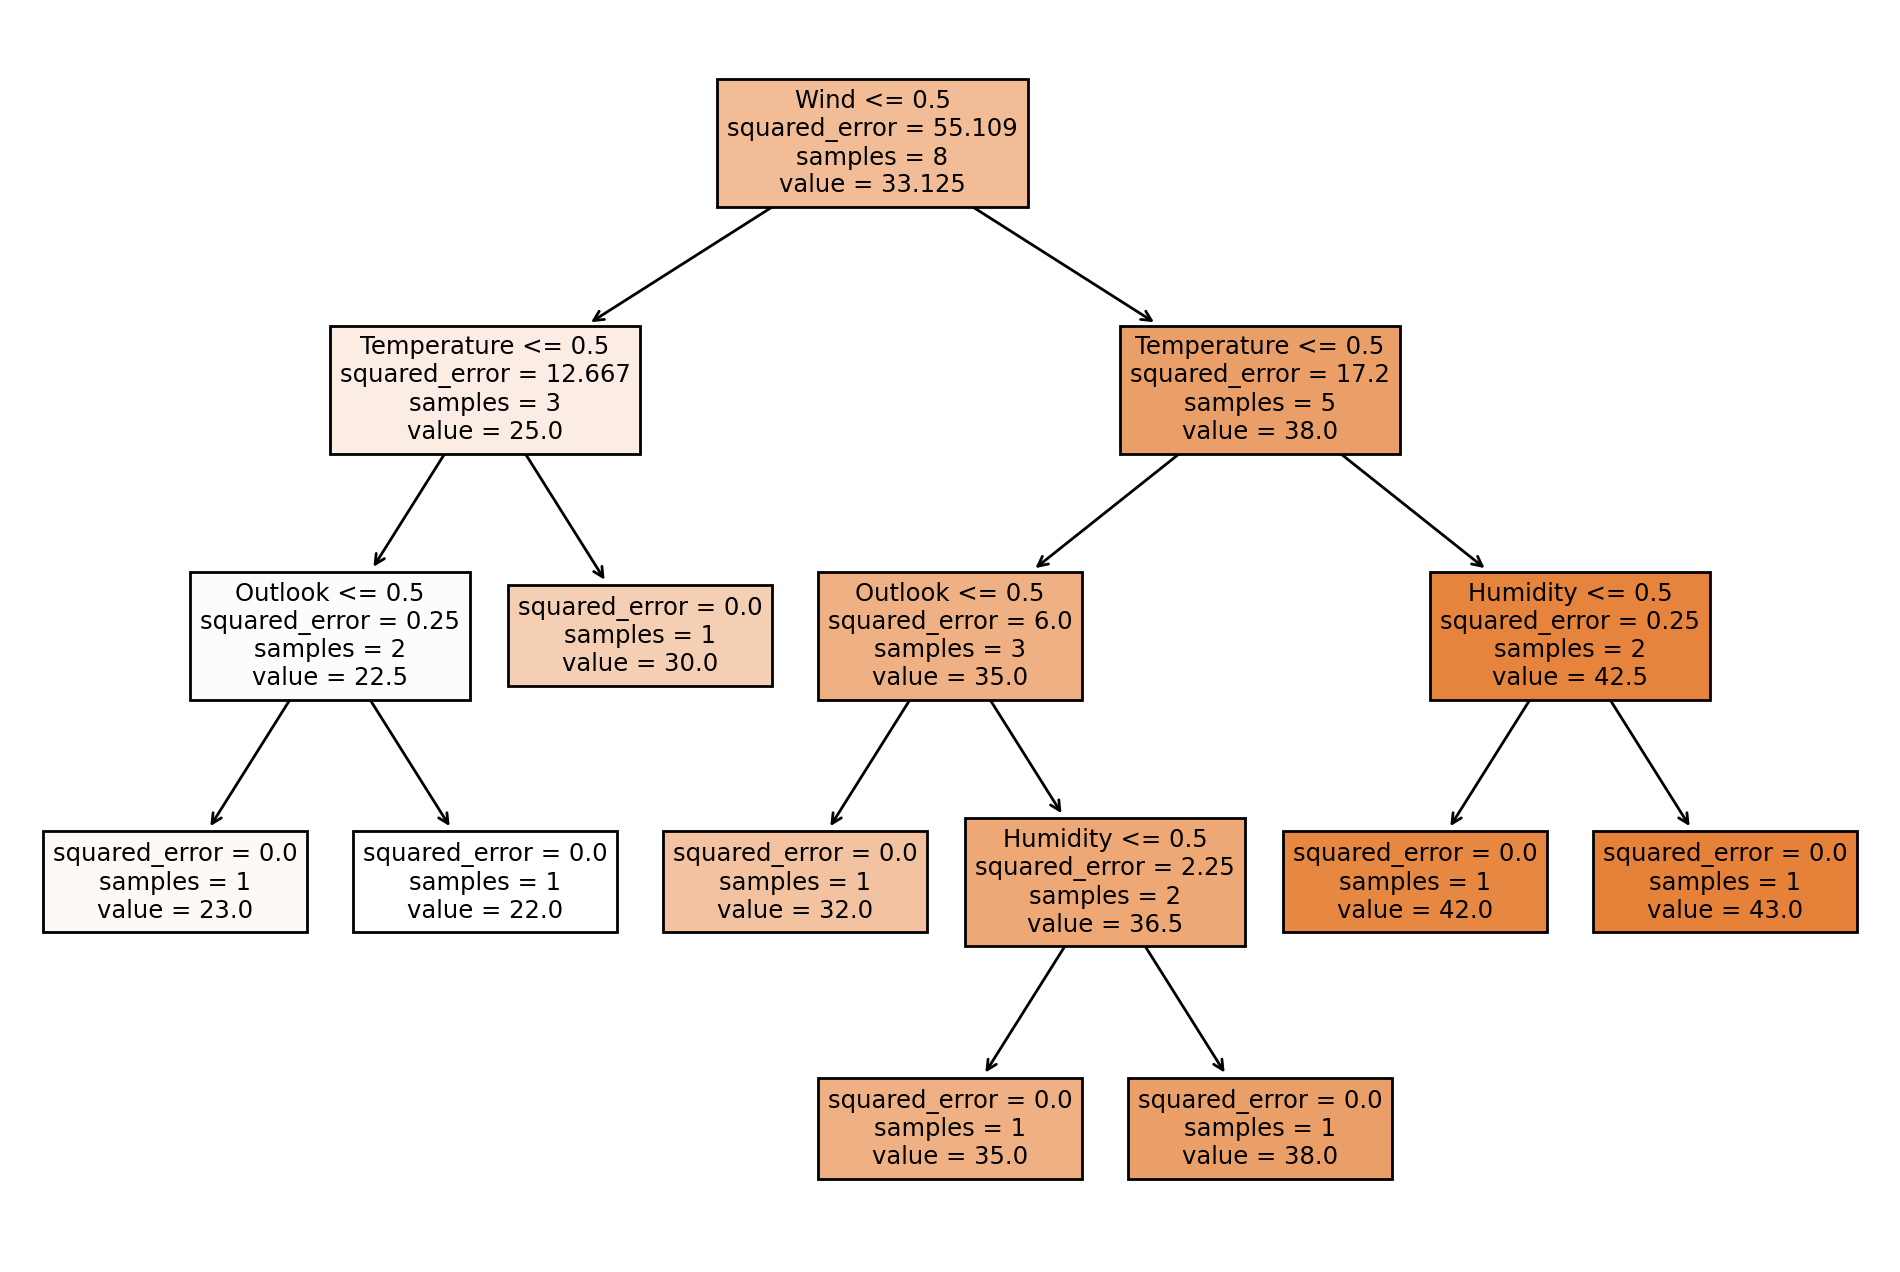 Wind <= 0.5
squared_error = 55.109
samples = 8
value = 33.125
Temperature <= 0.5
squared_error = 12.667
samples = 3
value = 25.0
Temperature <= 0.5
squared_error = 17.2
samples = 5
value = 38.0
Outlook <= 0.5
squared_error = 0.25
samples = 2
value = 22.5
squared_error = 0.0
samples = 1
value = 30.0
Outlook <= 0.5
squared_error = 6.0
samples = 3
value = 35.0
Humidity <= 0.5
squared_error = 0.25
samples = 2
value = 42.5
squared_error = 0.0
samples = 1
value = 23.0
squared_error = 0.0
samples = 1
value = 22.0
squared_error = 0.0
samples = 1
value = 32.0
Humidity <= 0.5
squared_error = 2.25
samples = 2
value = 36.5
squared_error = 0.0
samples = 1
value = 42.0
squared_error = 0.0
samples = 1
value = 43.0
squared_error = 0.0
samples = 1
value = 35.0
squared_error = 0.0
samples = 1
value = 38.0